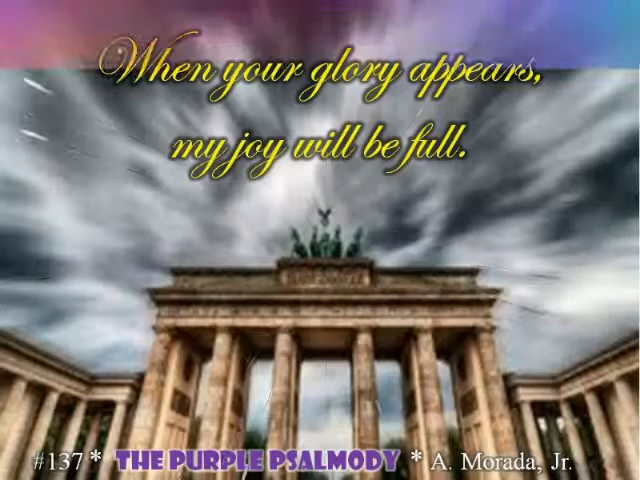 When your glory appears,
my joy will be full.
#137 * THE PURPLE PSALMODY * A. Morada, Jr.